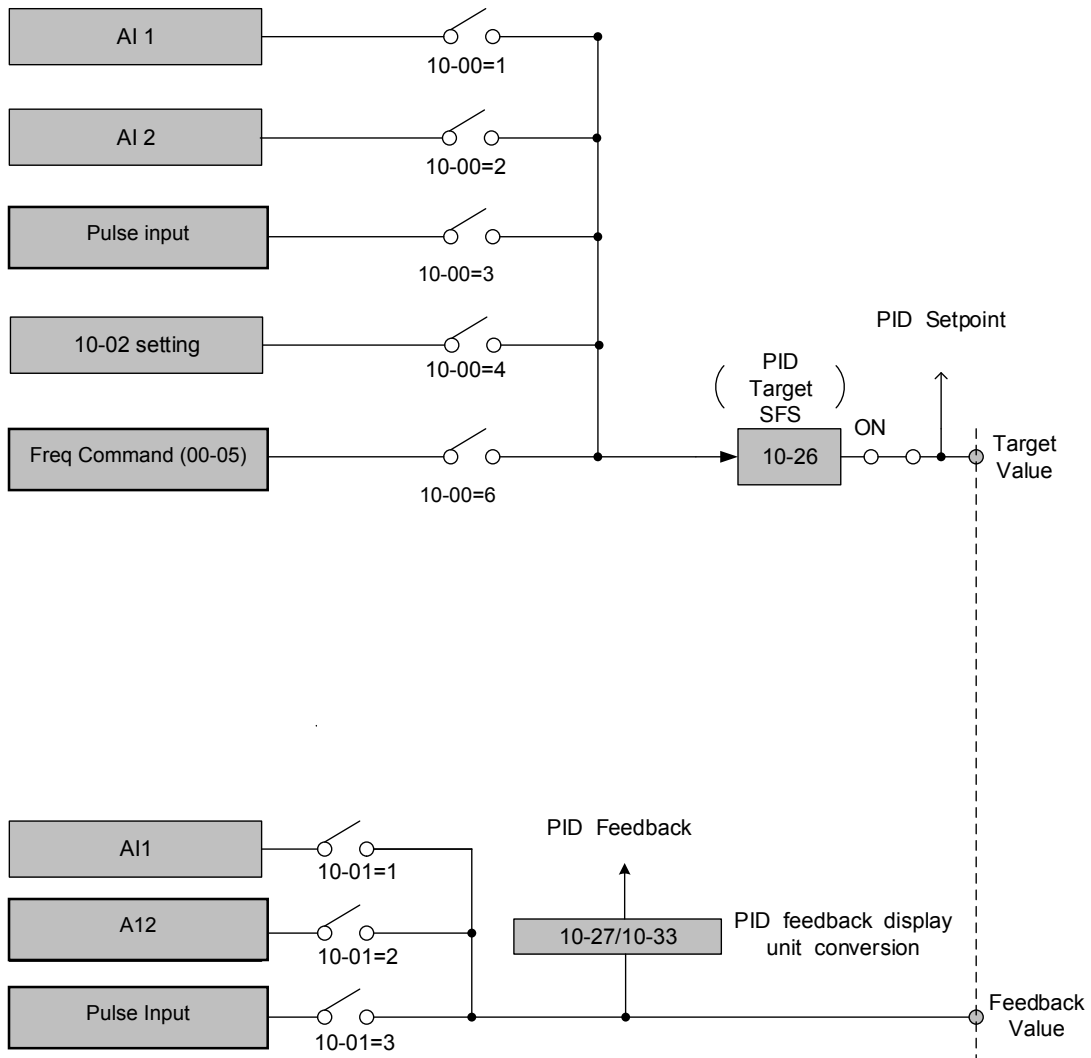 AI 1
10-00=1
AI 2
10-00=2
Pulse input
10-00=3
10-02 setting
10-00=4
Freq Command (00-05)
10-00=6
( PID
Target
SFS )
10-26
ON
PID Setpoint
Target
Value
AI1
10-01=1
A12
10-01=2
Pulse Input
10-01=3
PID Feedback
10-27/10-33
PID feedback display
unit conversion
Feedback
Value